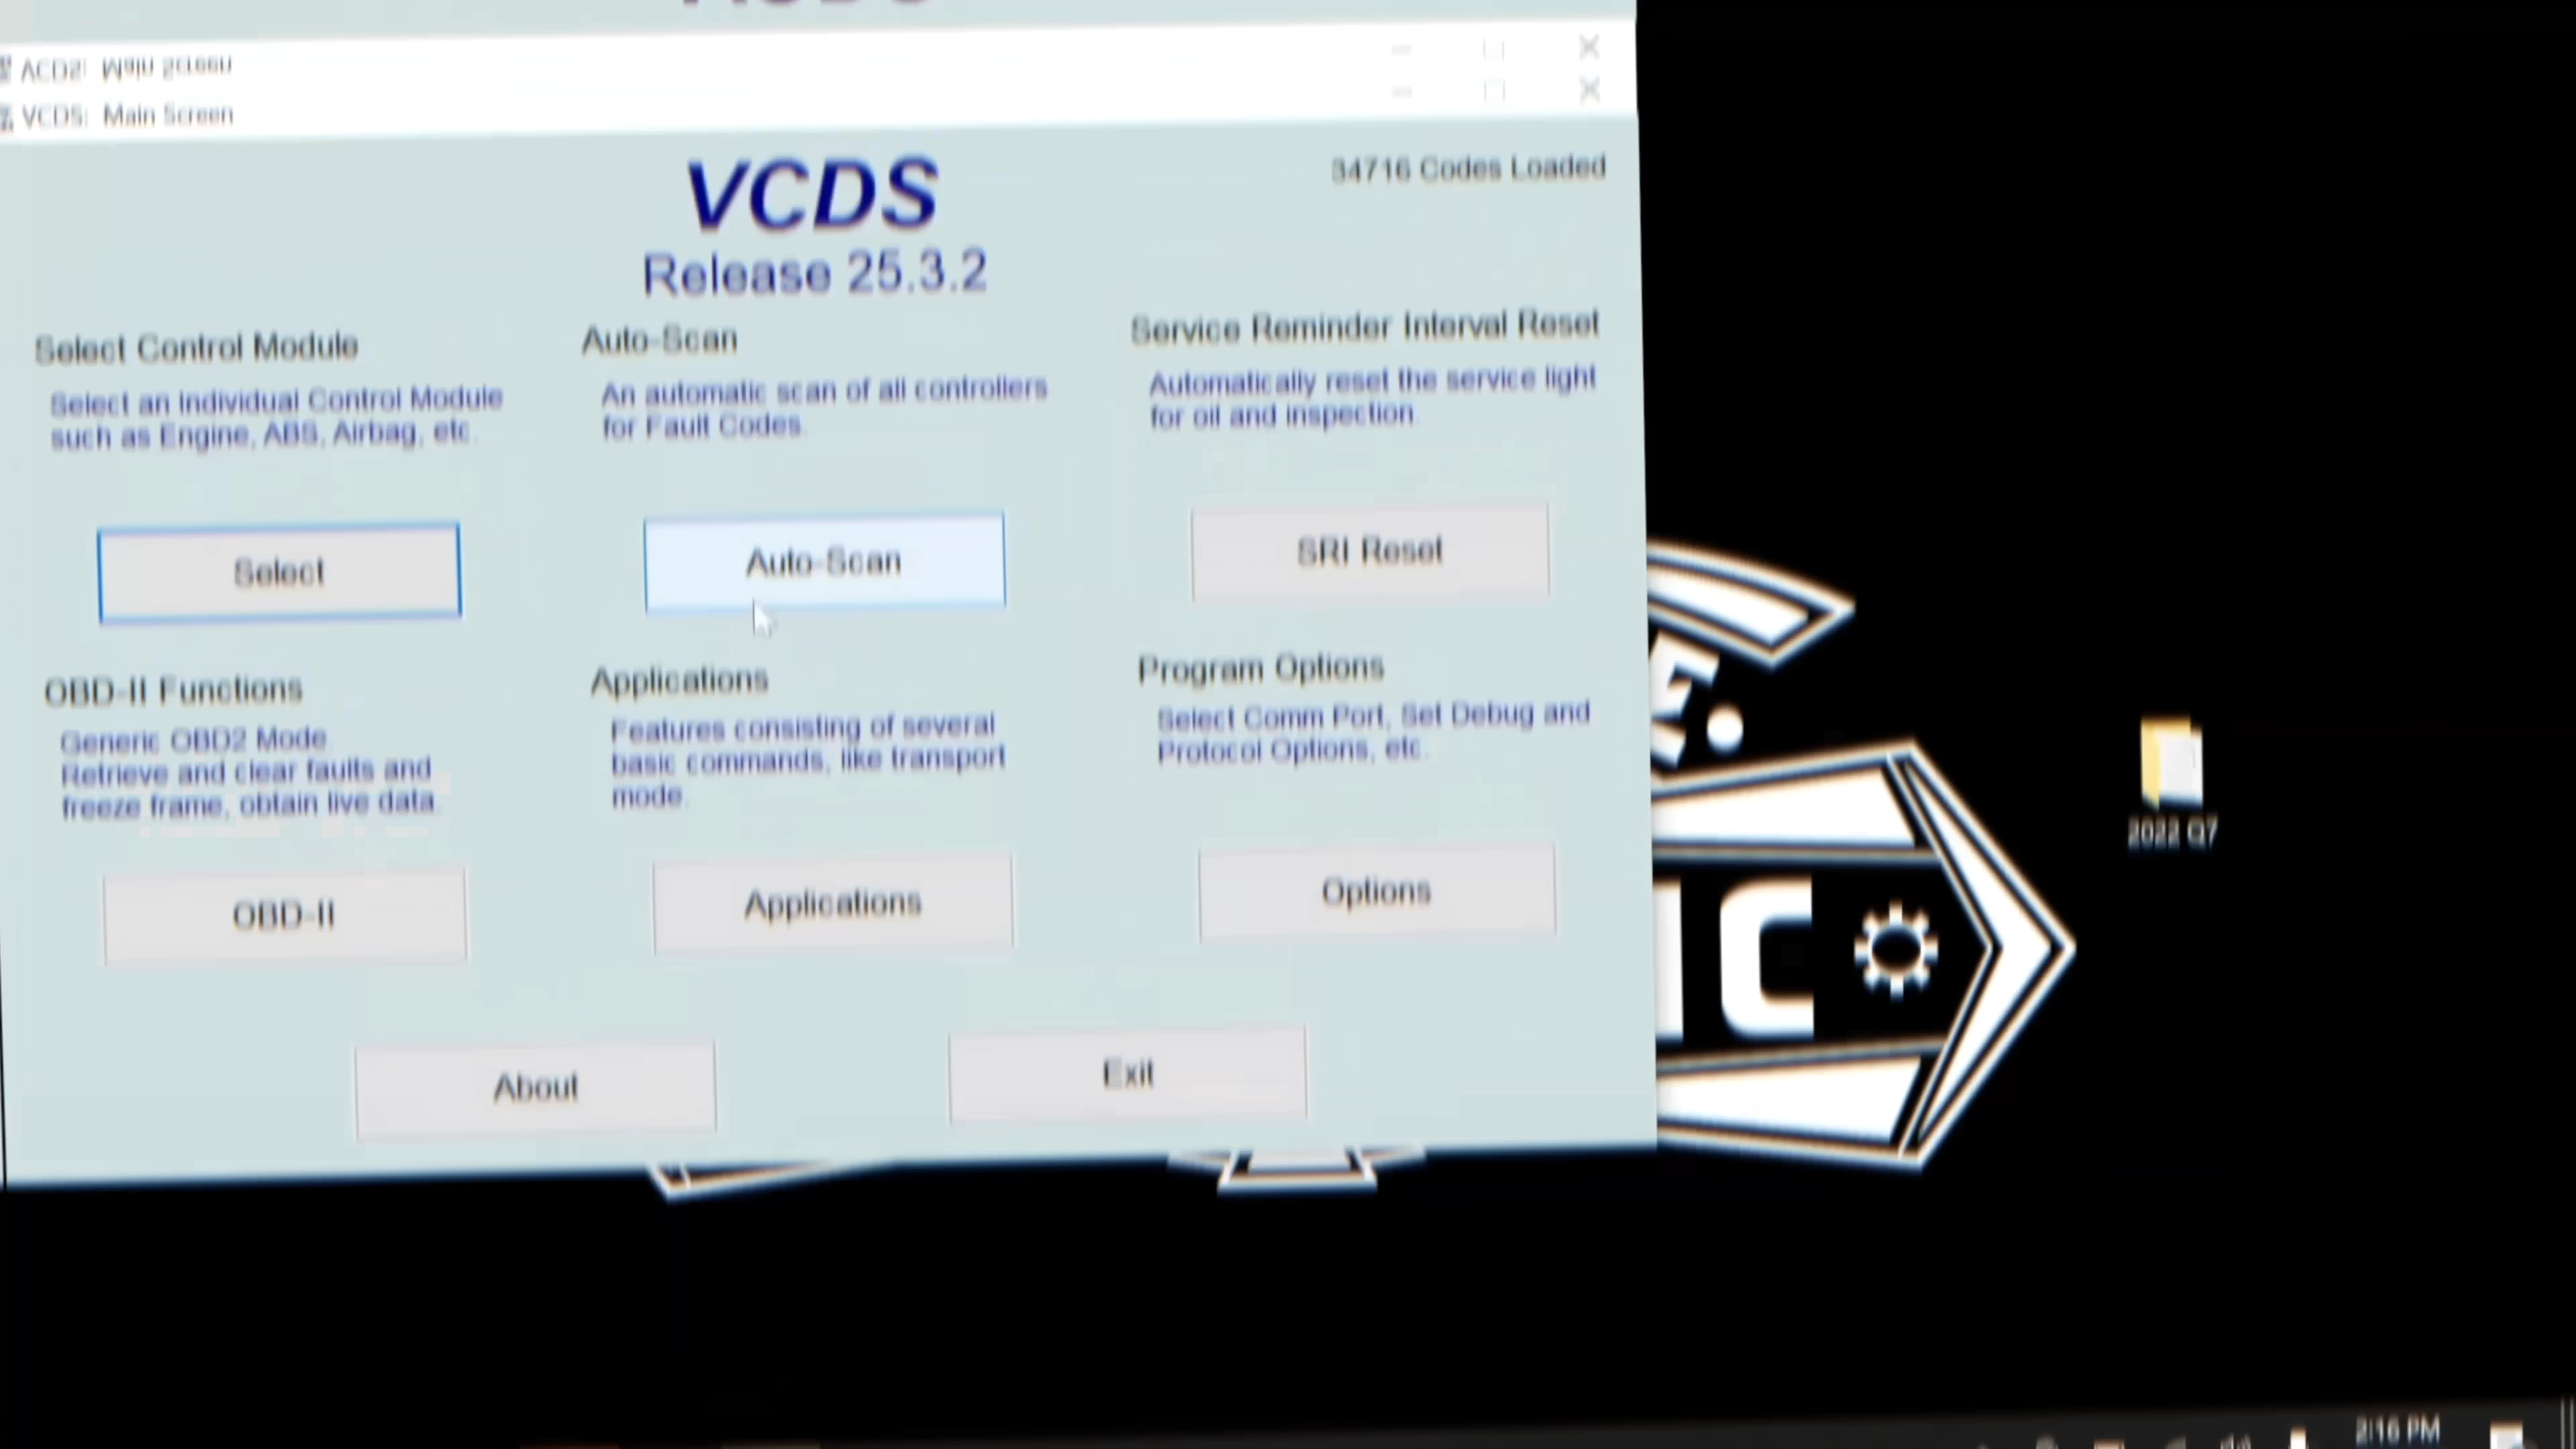 VCDS: Main Screen
VCDS
34716 Codes Loaded
Release 25.3.2
Select Control Module
Select an individual Control Module
such as Engine, ABS, Airbag, etc.
Select
Auto-Scan
An automatic scan of all controllers
for Fault Codes.
Auto-Scan
Service Reminder Interval Reset
Automatically reset the service light
for oil and inspection.
SRI Reset
OBD-II Functions
Generic OBD2 Mode
Retrieve and clear faults and
freeze frame, obtain live data.
OBD-II
Applications
Features consisting of several
basic commands, like transport
mode.
Applications
Program Options
Select Comm Port, Set Debug and
Protocol Options, etc.
Options
About
Exit
E.
IC
2022 Q7
2:16 PM